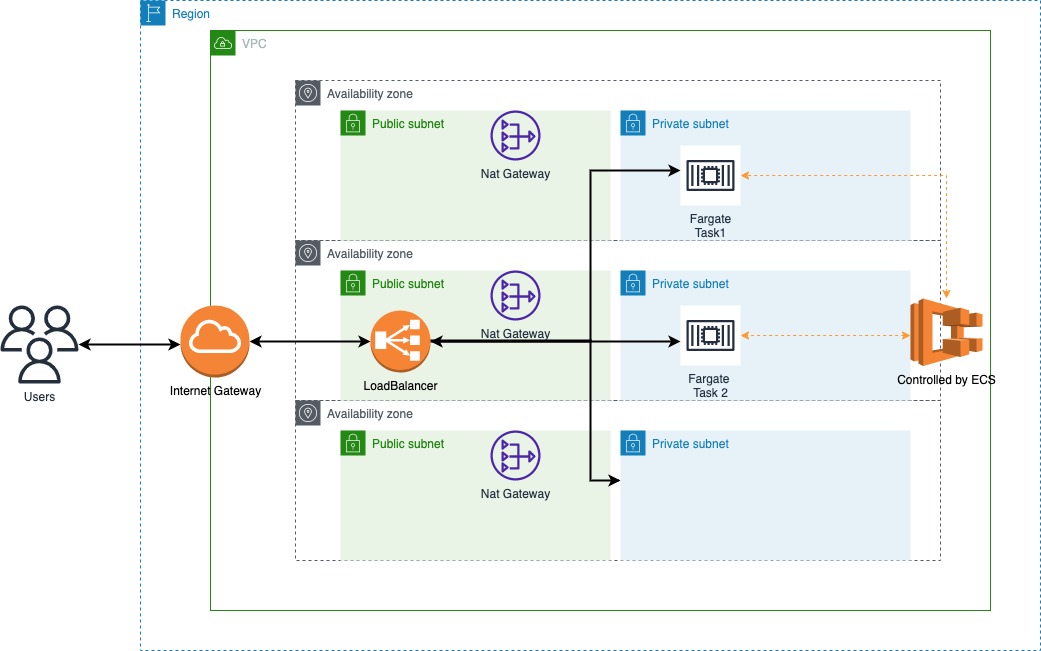 Region
VPC
Availability zone
Public subnet
Nat Gateway
Private subnet
Fargate
Task1
Availability zone
Public subnet
Nat Gateway
Private subnet
Fargate
Task 2
Users
Internet Gateway
LoadBalancer
Controlled by ECS
Availability zone
Public subnet
Nat Gateway
Private subnet